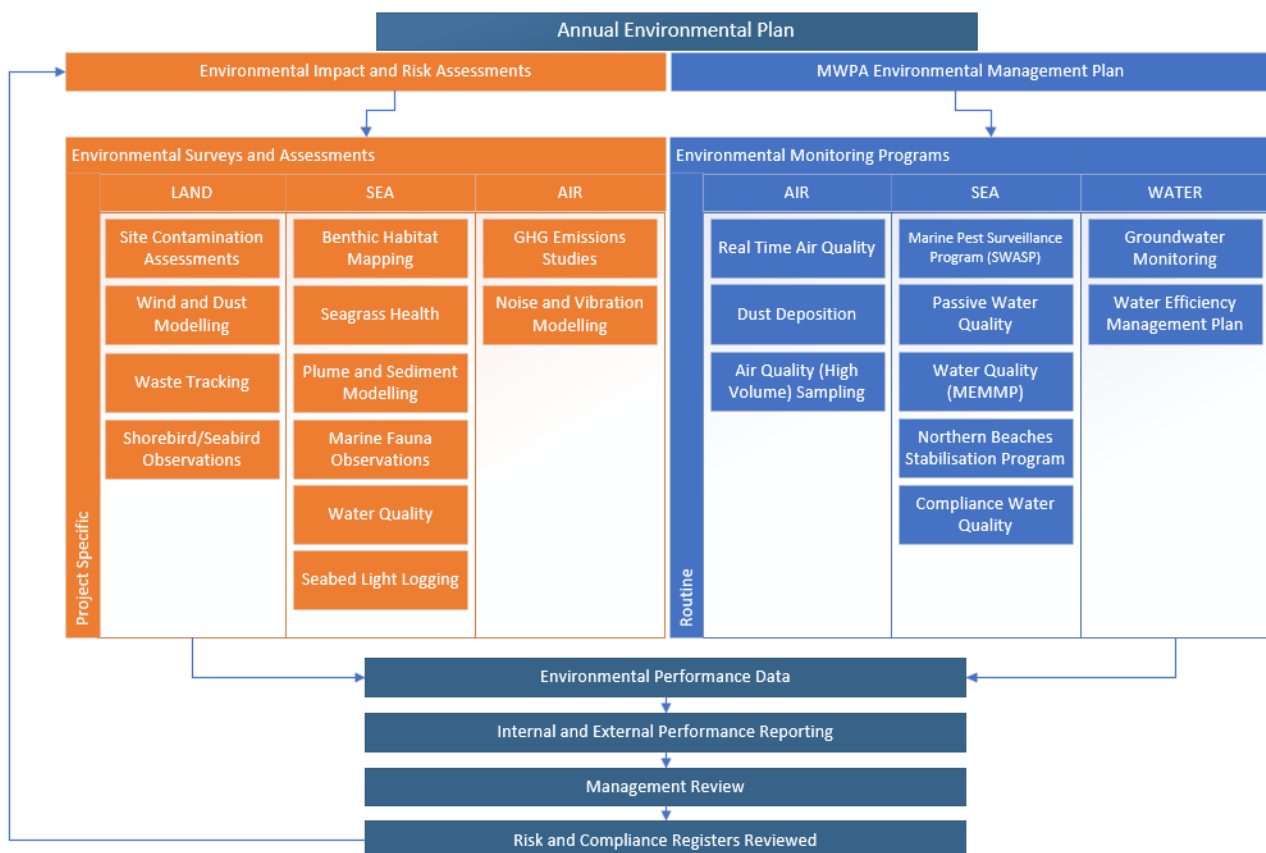 Annual Environmental Plan
Environmental Impact and Risk Assessments
MWPA Environmental Management Plan
Environmental Surveys and Assessments
Project Specific
LAND
SEA
AIR
Site Contamination
Assessments
Wind and Dust
Modelling
Waste Tracking
Shorebird/Seabird
Observations
Benthic Habitat
Mapping
Seagrass Health
Plume and Sediment
Modelling
Marine Fauna
Observations
Water Quality
Seabed Light Logging
GHG Emissions
Studies
Noise and Vibration
Modelling
Environmental Monitoring Programs
Routine
AIR
SEA
WATER
Real Time Air Quality
Dust Deposition
Air Quality (High
Volume) Sampling
Marine Pest Surveillance
Program (SWASP)
Passive Water
Quality
Water Quality
(MEMMP)
Northern Beaches
Stabilisation Program
Compliance Water
Quality
Groundwater
Monitoring
Water Efficiency
Management Plan
Environmental Performance Data
Internal and External Performance Reporting
Management Review
Risk and Compliance Registers Reviewed